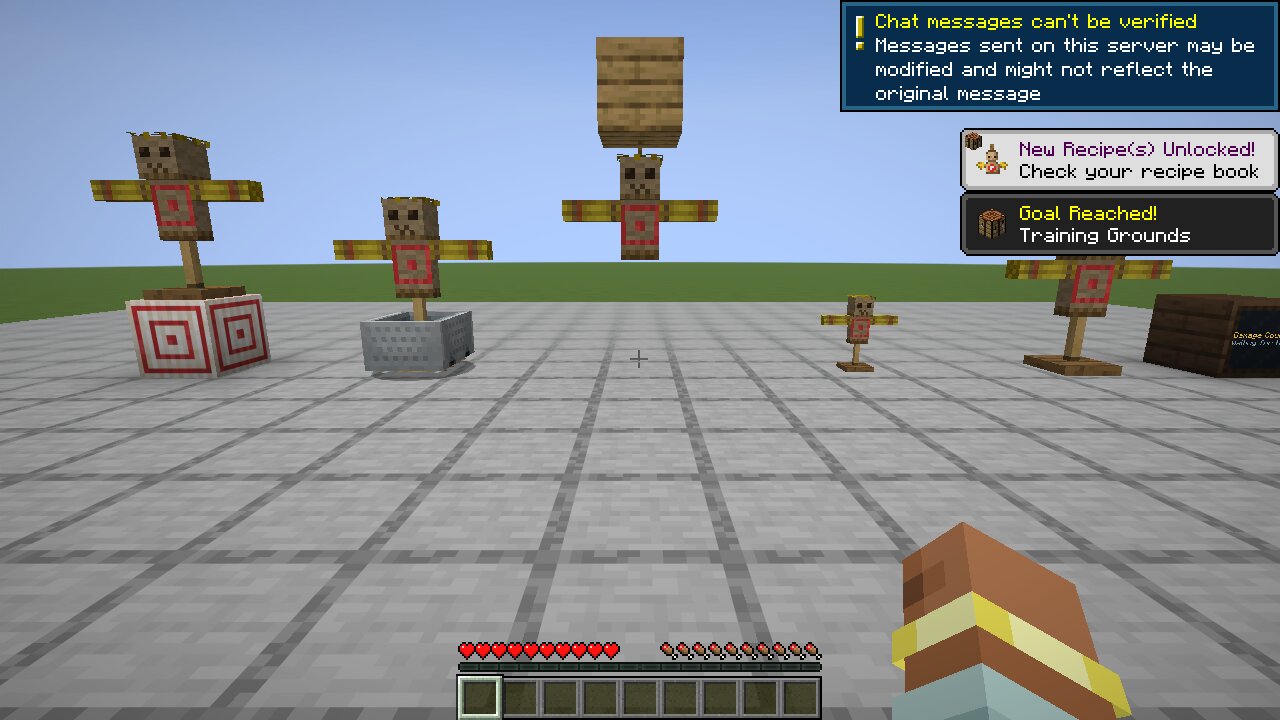 Chat messages can't be verified
Messages sent on this server may be
modified and might not reflect the
original message
New Recipe(s) Unlocked!
Check your recipe book
Goal Reached!
Training Grounds